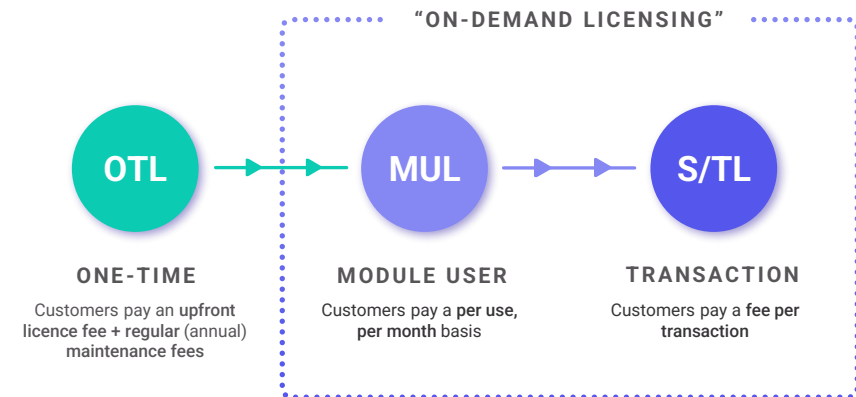 “ON-DEMAND LICENSING”
OTL
MUL
S/TL
ONE-TIME
Customers pay an upfront
licence fee + regular (annual)
maintenance fees
MODULE USER
Customers pay a per use,
per month basis
TRANSACTION
Customers pay a fee per
transaction